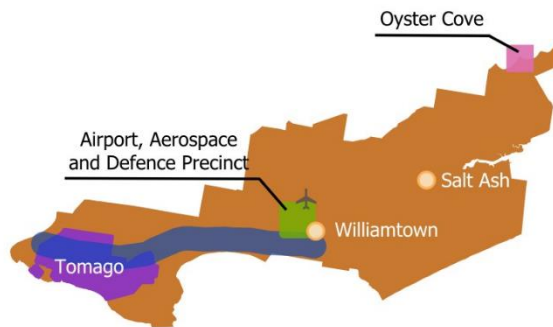 Oyster Cove
Airport, Aerospace
and Defence Precinct
Salt Ash
Williamtown
Tomago